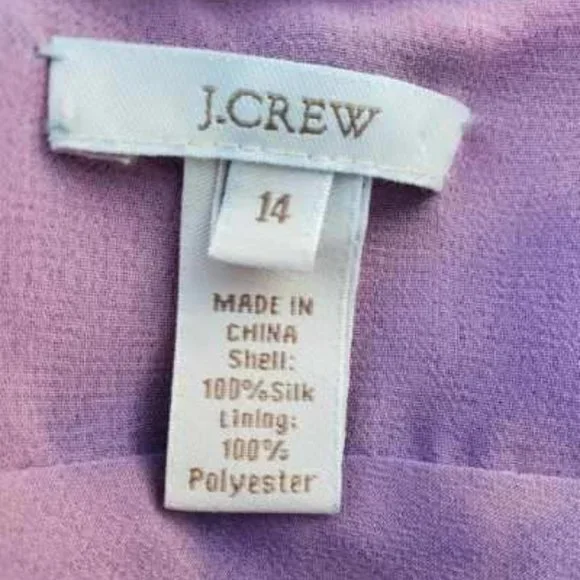 J.CREW
14
MADE IN
CHINA
Shell:
100%Silk
Lining:
100%
Polyester